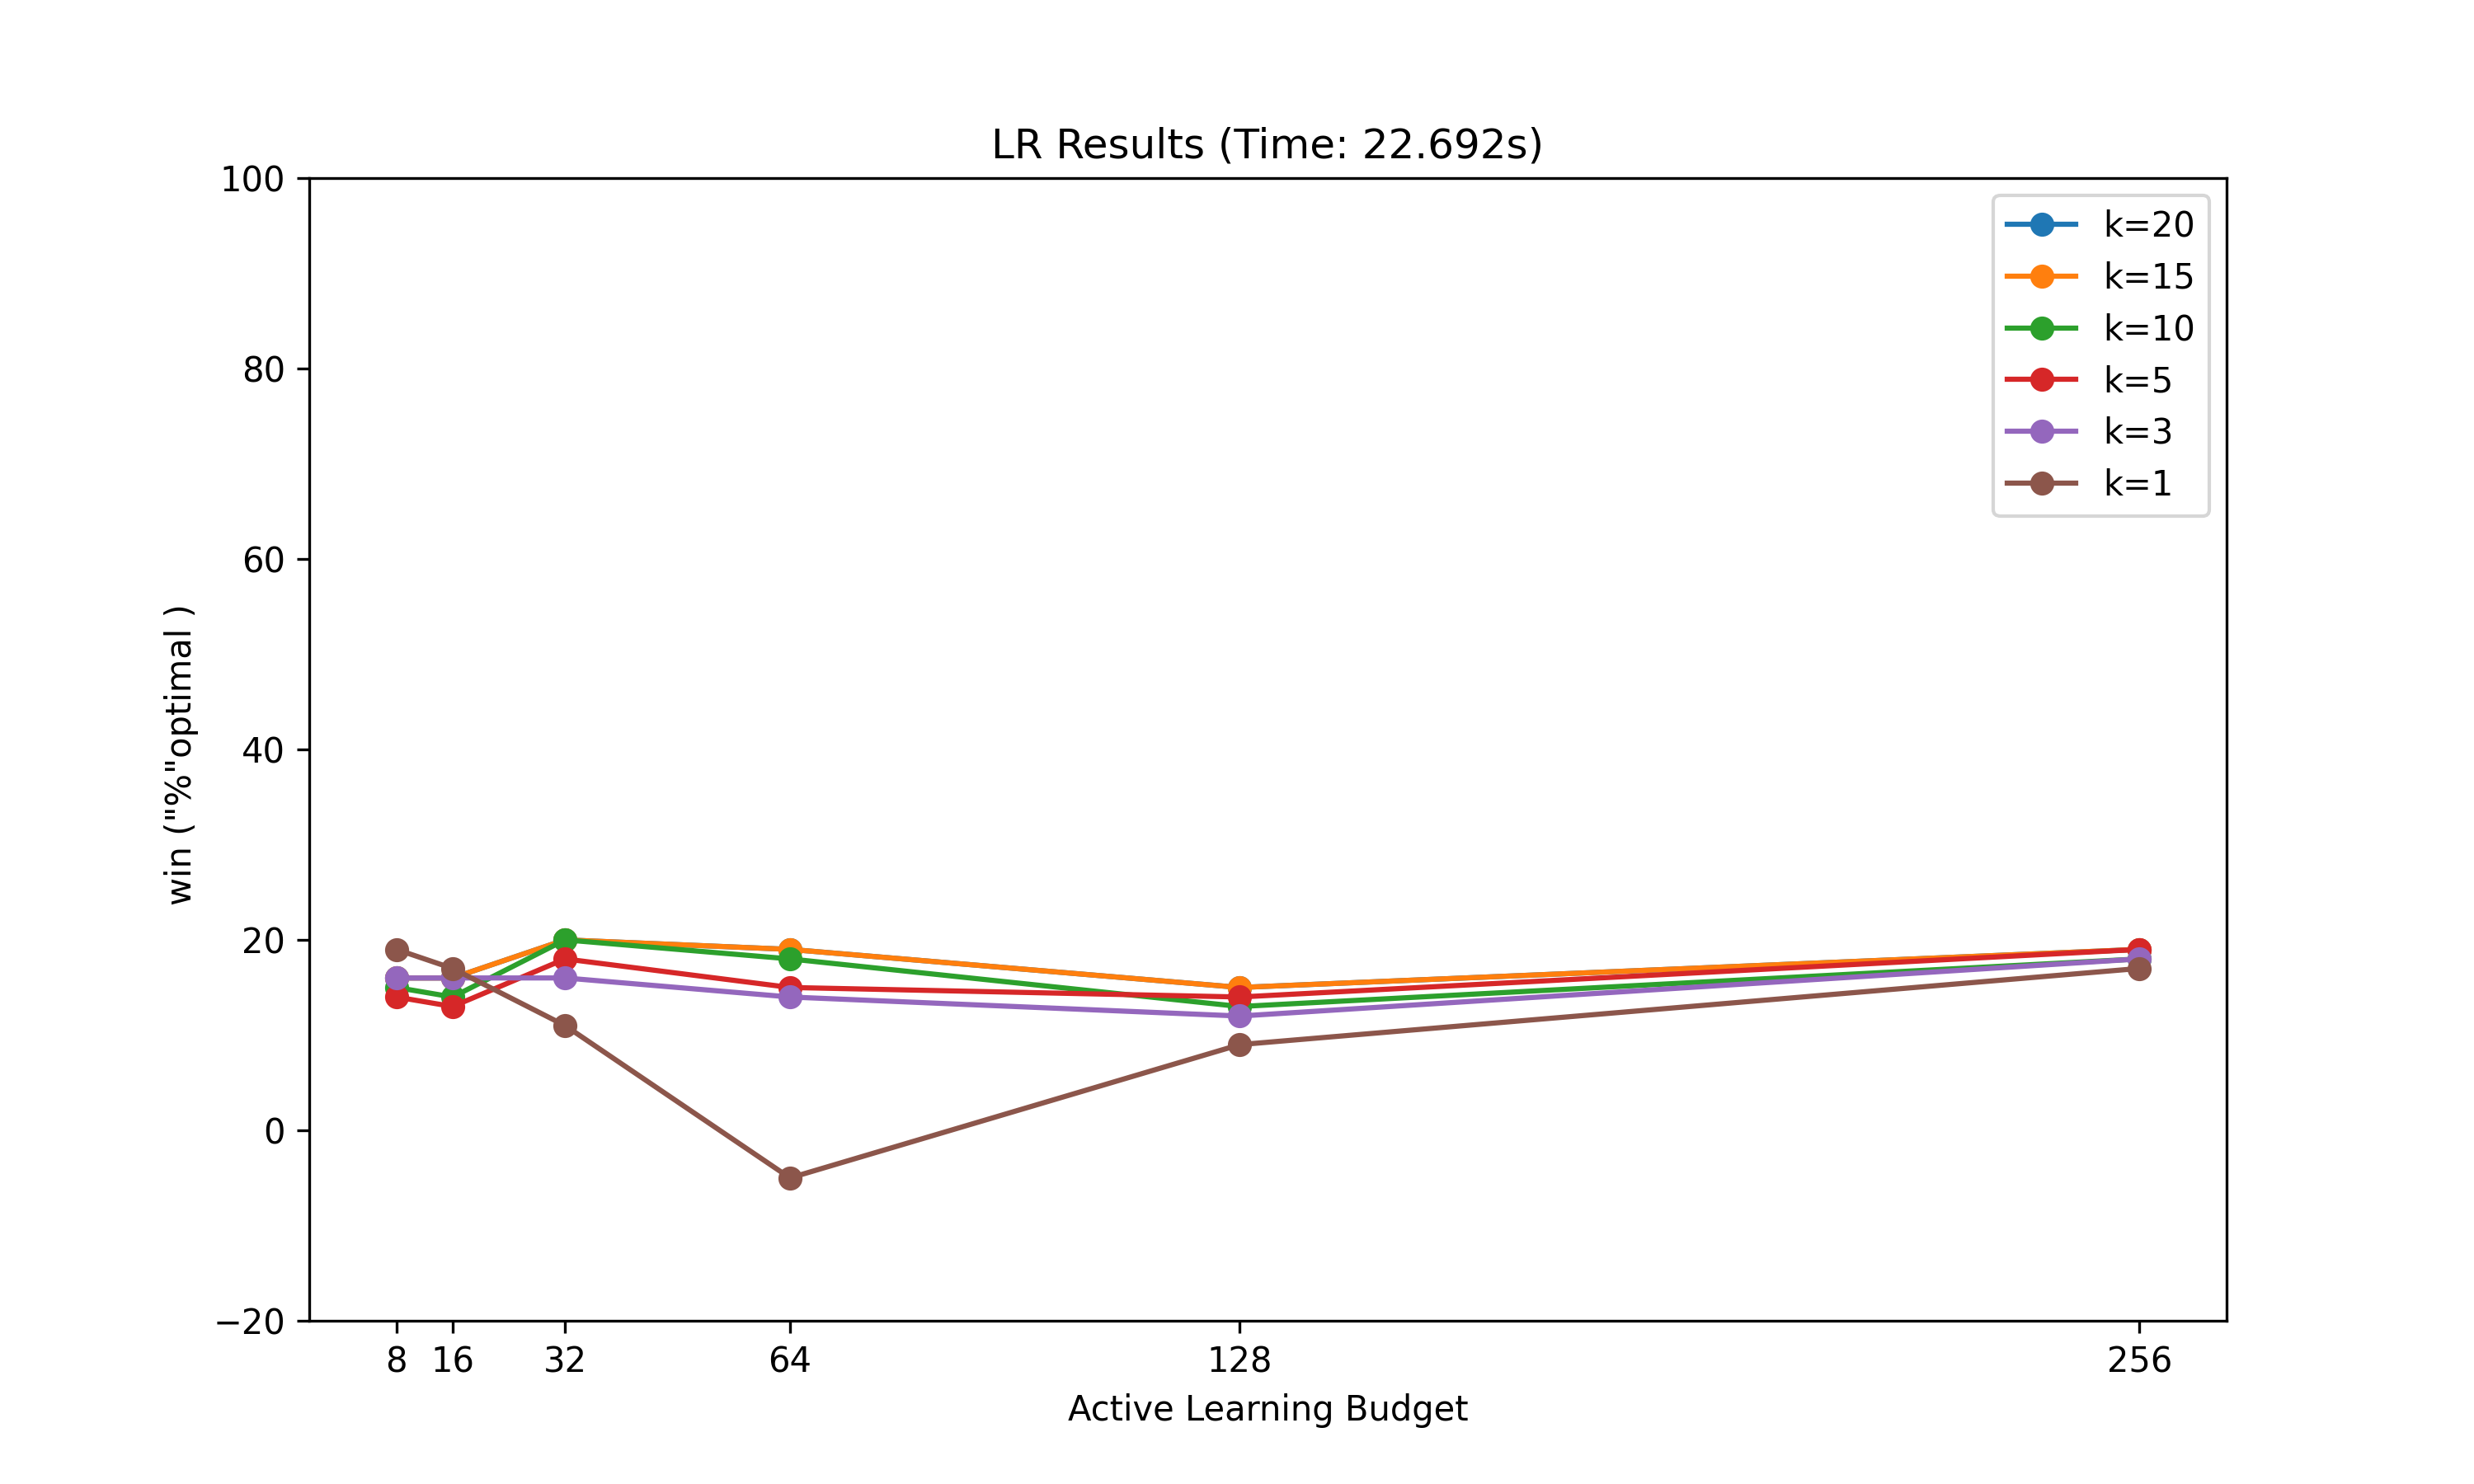 LR Results (Time: 22.692s)
100
80
60
40
20
0
−20
win ("%"optimal )
k=20
k=15
k=10
k=5
k=3
k=1
8 16 32 64 128 256
Active Learning Budget